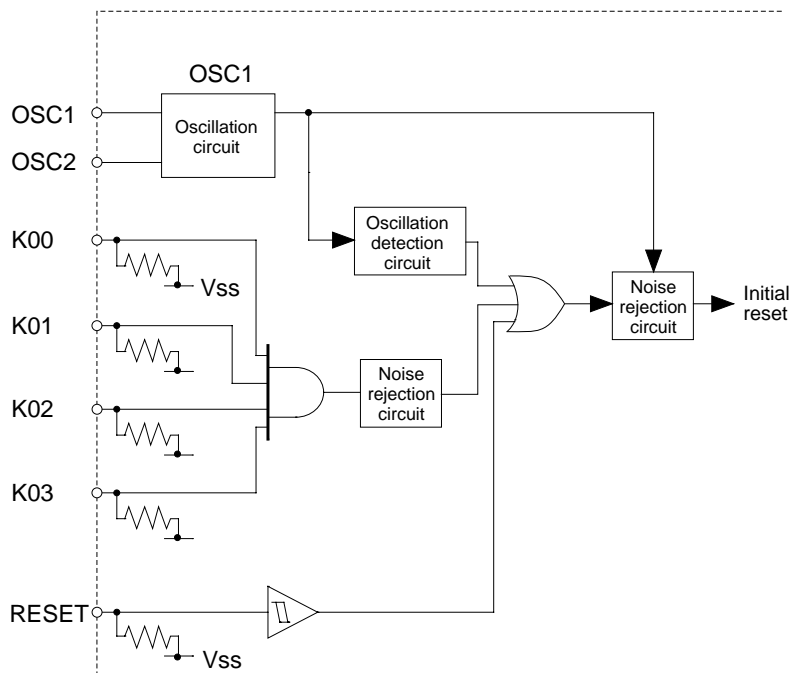 OSC1
OSC1
Oscillation
circuit
OSC2
K00
Vss
Oscillation
detection
circuit
K01
Noise
rejection
circuit
Initial
reset
Noise
rejection
circuit
K02
K03
RESET
Vss